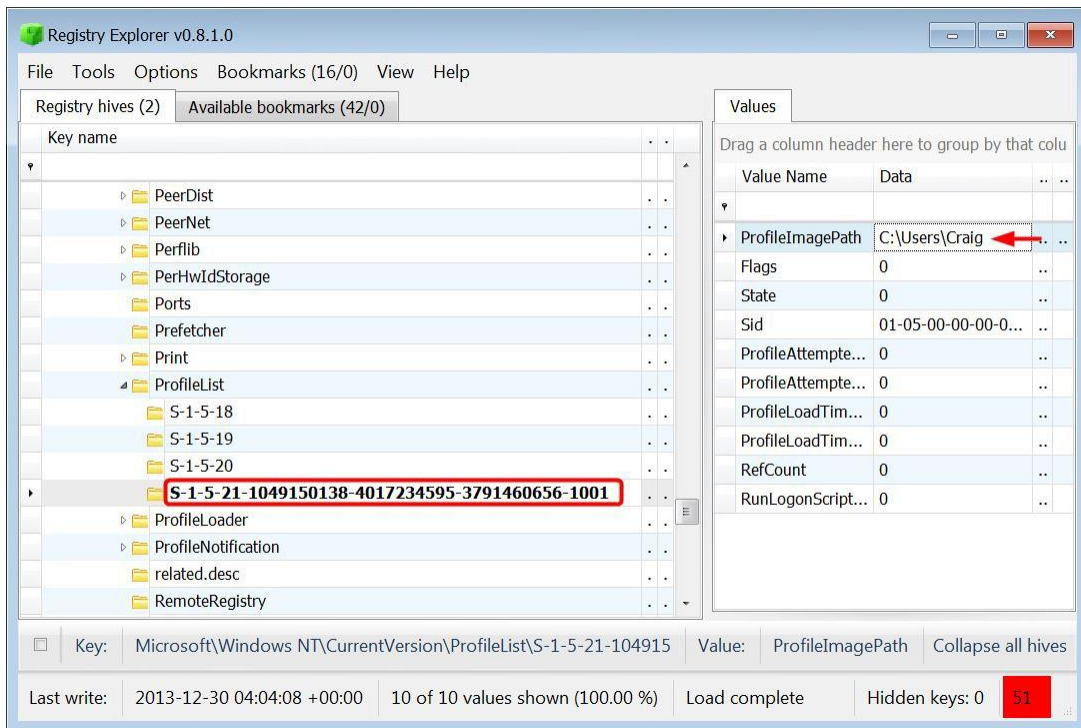 Registry Explorer v0.8.1.0
File Tools Options Bookmarks (16/0) View Help
Registry hives (2) Available bookmarks (42/0)
Key name . .
PeerDist . .
PeerNet . .
Perflib . .
PerHwIdStorage . .
Ports . .
Prefetcher . .
Print . .
ProfileList . .
S-1-5-18 . .
S-1-5-19 . .
S-1-5-20 . .
S-1-5-21-1049150138-4017234595-3791460656-1001 . .
ProfileLoader . .
ProfileNotification . .
related.desc . .
RemoteRegistry . .
Values
Drag a column header here to group by that colu
Value Name Data .. ..
ProfileImagePath C:\Users\Craig .. ..
Flags 0 ..
State 0 ..
Sid 01-05-00-00-00-0... ..
ProfileAttempte... 0 ..
ProfileAttempte... 0 ..
ProfileLoadTim... 0 ..
ProfileLoadTim... 0 ..
RefCount 0 ..
RunLogonScript... 0 ..
Key: Microsoft\Windows NT\CurrentVersion\ProfileList\S-1-5-21-104915 Value: ProfileImagePath Collapse all hives
Last write: 2013-12-30 04:04:08 +00:00 10 of 10 values shown (100.00 %) Load complete Hidden keys: 0 51